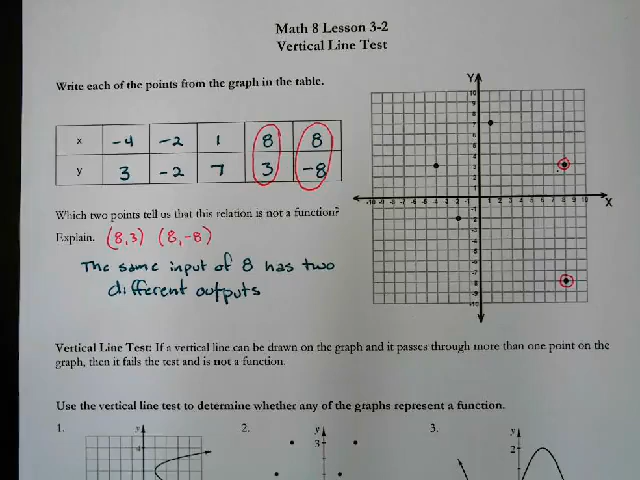 Math 8 Lesson 3-2
Vertical Line Test
Write each of the points from the graph in the table.
x -4 -2 1 8 8
y 3 -2 7 3 -8
Which two points tell us that this relation is not a function?
Explain. (8,3) (8,-8)
The same input of 8 has two
different outputs
Y
X
Vertical Line Test: If a vertical line can be drawn on the graph and it passes through more than one point on the
graph, then it fails the test and is not a function.
Use the vertical line test to determine whether any of the graphs represent a function.
1. 2. 3.
y y y
4 3 2